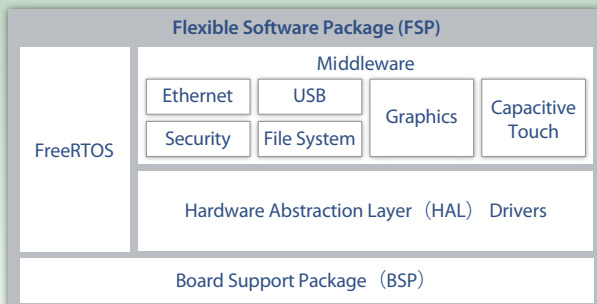 Flexible Software Package (FSP)
FreeRTOS
Middleware
Ethernet
USB
Security
File System
Graphics
Capacitive
Touch
Hardware Abstraction Layer（HAL） Drivers
Board Support Package（BSP）